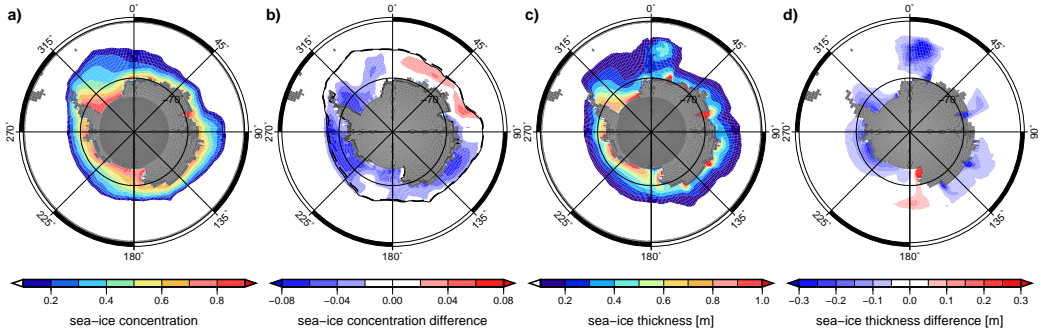 a) 0˚ 45˚ 90˚ 135˚ 180˚ 225˚ 270˚ 315˚ −70
b) 0˚ 45˚ 90˚ 135˚ 180˚ 225˚ 270˚ 315˚ −70
c) 0˚ 45˚ 90˚ 135˚ 180˚ 225˚ 270˚ 315˚ −70
d) 0˚ 45˚ 90˚ 135˚ 180˚ 225˚ 270˚ 315˚ −70
0.2 0.4 0.6 0.8
sea−ice concentration
−0.08 −0.04 0.00 0.04 0.08
sea−ice concentration difference
0.2 0.4 0.6 0.8 1.0
sea−ice thickness [m]
−0.3 −0.2 −0.1 0.0 0.1 0.2 0.3
sea−ice thickness difference [m]